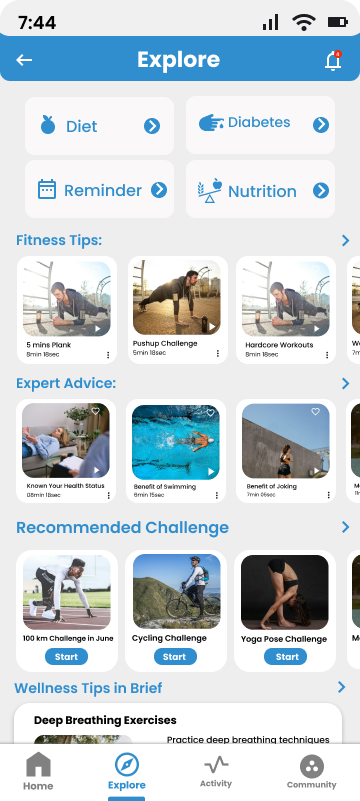 7:44
Explore
4
Diet
Diabetes
Reminder
Nutrition
Fitness Tips:
5 mins Plank
8min 18sec
Pushup Challenge
5min 18sec
Hardcore Workouts
8min 18sec
Expert Advice:
Known Your Health Status
08min 18sec
Benefit of Swimming
6min 15sec
Benefit of Joking
7min 05sec
Recommended Challenge
100 km Challenge in June
Start
Cycling Challenge
Start
Yoga Pose Challenge
Start
Wellness Tips in Brief
Deep Breathing Exercises
Practice deep breathing techniques
Home
Explore
Activity
Community